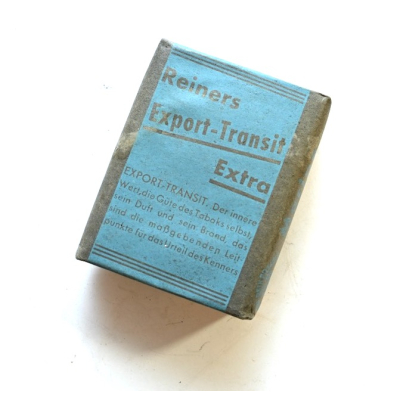 Reiners
Export-Transit
Extra
EXPORT-TRANSIT. Der innere
Wert, die Güte des Tabaks selbst,
sein Duft und sein Brand, das
sind die maßgebenden Leit-
punkte für das Urteil des Kenners